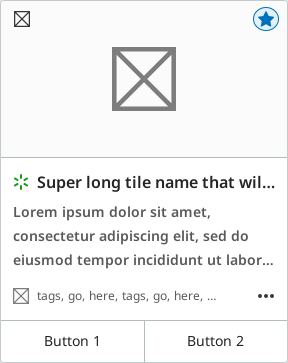 Super long tile name that wil...
Lorem ipsum dolor sit amet,
consectetur adipiscing elit, sed do
eiusmod tempor incididunt ut labor...
tags, go, here, tags, go, here, ...
Button 1
Button 2